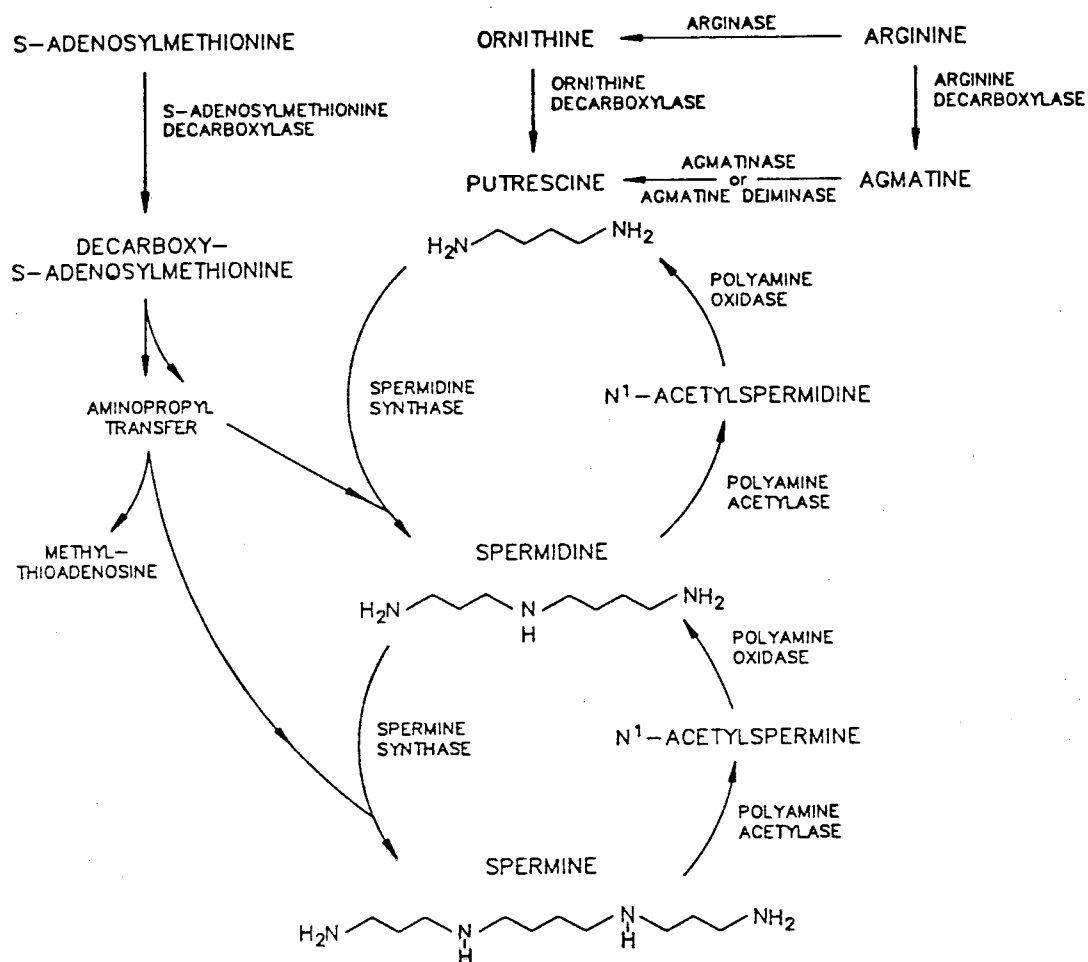 S-ADENOSYLMETHIONINE
ORNITHINE
ARGINASE
ARGININE
S-ADENOSYLMETHIONINE
DECARBOXYLASE
ORNITHINE
DECARBOXYLASE
ARGININE
DECARBOXYLASE
PUTRESCINE
AGMATINASE
or
AGMATINE DEIMINASE
AGMATINE
H₂N
NH₂
DECARBOXY-
S-ADENOSYLMETHIONINE
POLYAMINE
OXIDASE
SPERMIDINE
SYNTHASE
N¹-ACETYLSPERMIDINE
AMINOPROPYL
TRANSFER
POLYAMINE
ACETYLASE
METHYL-
THIOADENOSINE
SPERMIDINE
H₂N
N
H
NH₂
POLYAMINE
OXIDASE
SPERMINE
SYNTHASE
N¹-ACETYLSPERMINE
POLYAMINE
ACETYLASE
SPERMINE
H₂N
N
H
N
H
NH₂